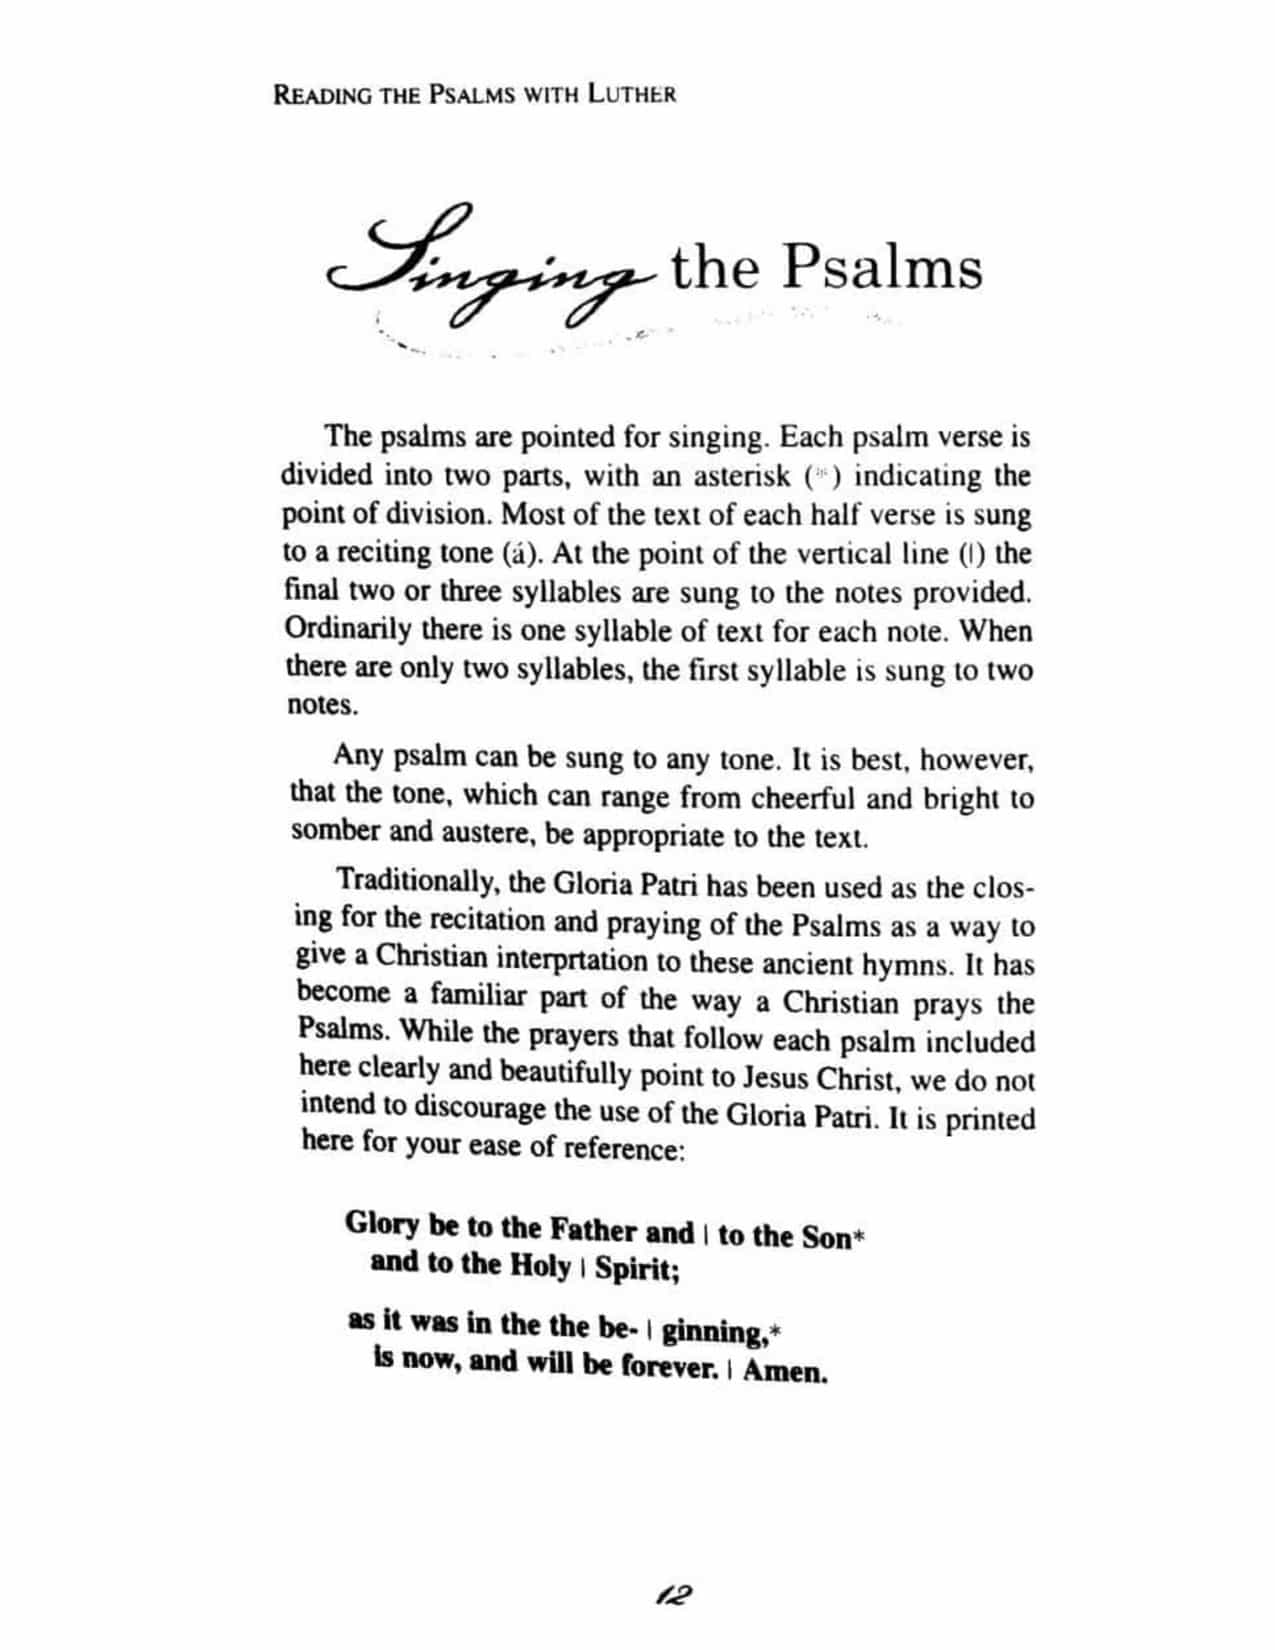 READING THE PSALMS WITH LUTHER
Singing the Psalms
The psalms are pointed for singing. Each psalm verse is
divided into two parts, with an asterisk (*) indicating the
point of division. Most of the text of each half verse is sung
to a reciting tone (á). At the point of the vertical line (|) the
final two or three syllables are sung to the notes provided.
Ordinarily there is one syllable of text for each note. When
there are only two syllables, the first syllable is sung to two
notes.
Any psalm can be sung to any tone. It is best, however,
that the tone, which can range from cheerful and bright to
somber and austere, be appropriate to the text.
Traditionally, the Gloria Patri has been used as the clos-
ing for the recitation and praying of the Psalms as a way to
give a Christian interprtation to these ancient hymns. It has
become a familiar part of the way a Christian prays the
Psalms. While the prayers that follow each psalm included
here clearly and beautifully point to Jesus Christ, we do not
intend to discourage the use of the Gloria Patri. It is printed
here for your ease of reference:
Glory be to the Father and | to the Son*
and to the Holy | Spirit;
as it was in the the be- | ginning,*
is now, and will be forever. | Amen.
12